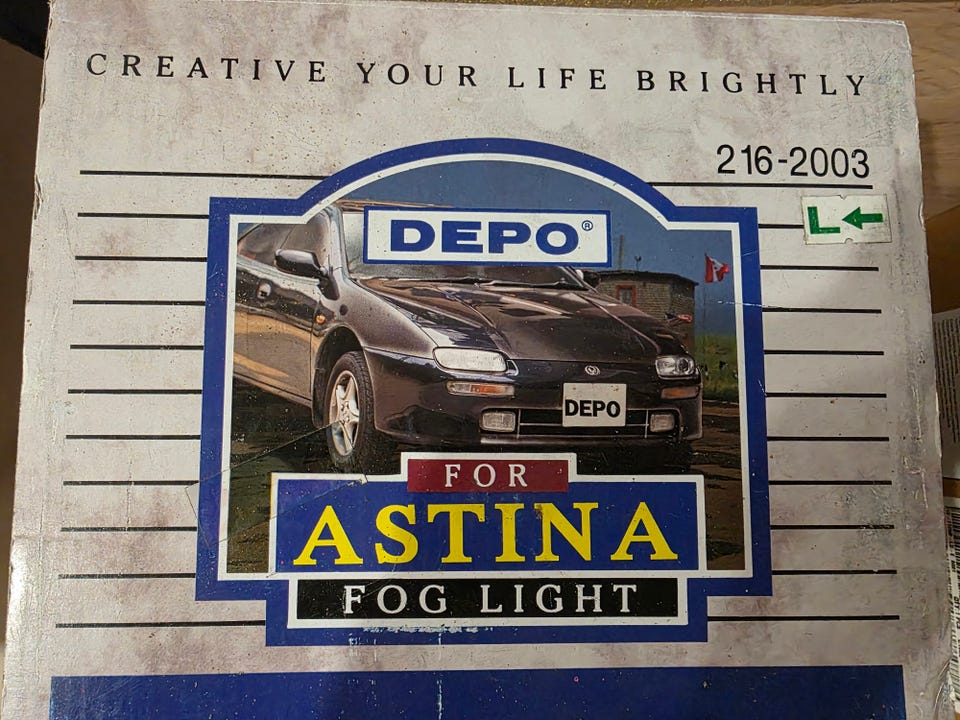 CREATIVE YOUR LIFE BRIGHTLY
216-2003
L
DEPO®
DEPO
FOR
ASTINA
FOG LIGHT